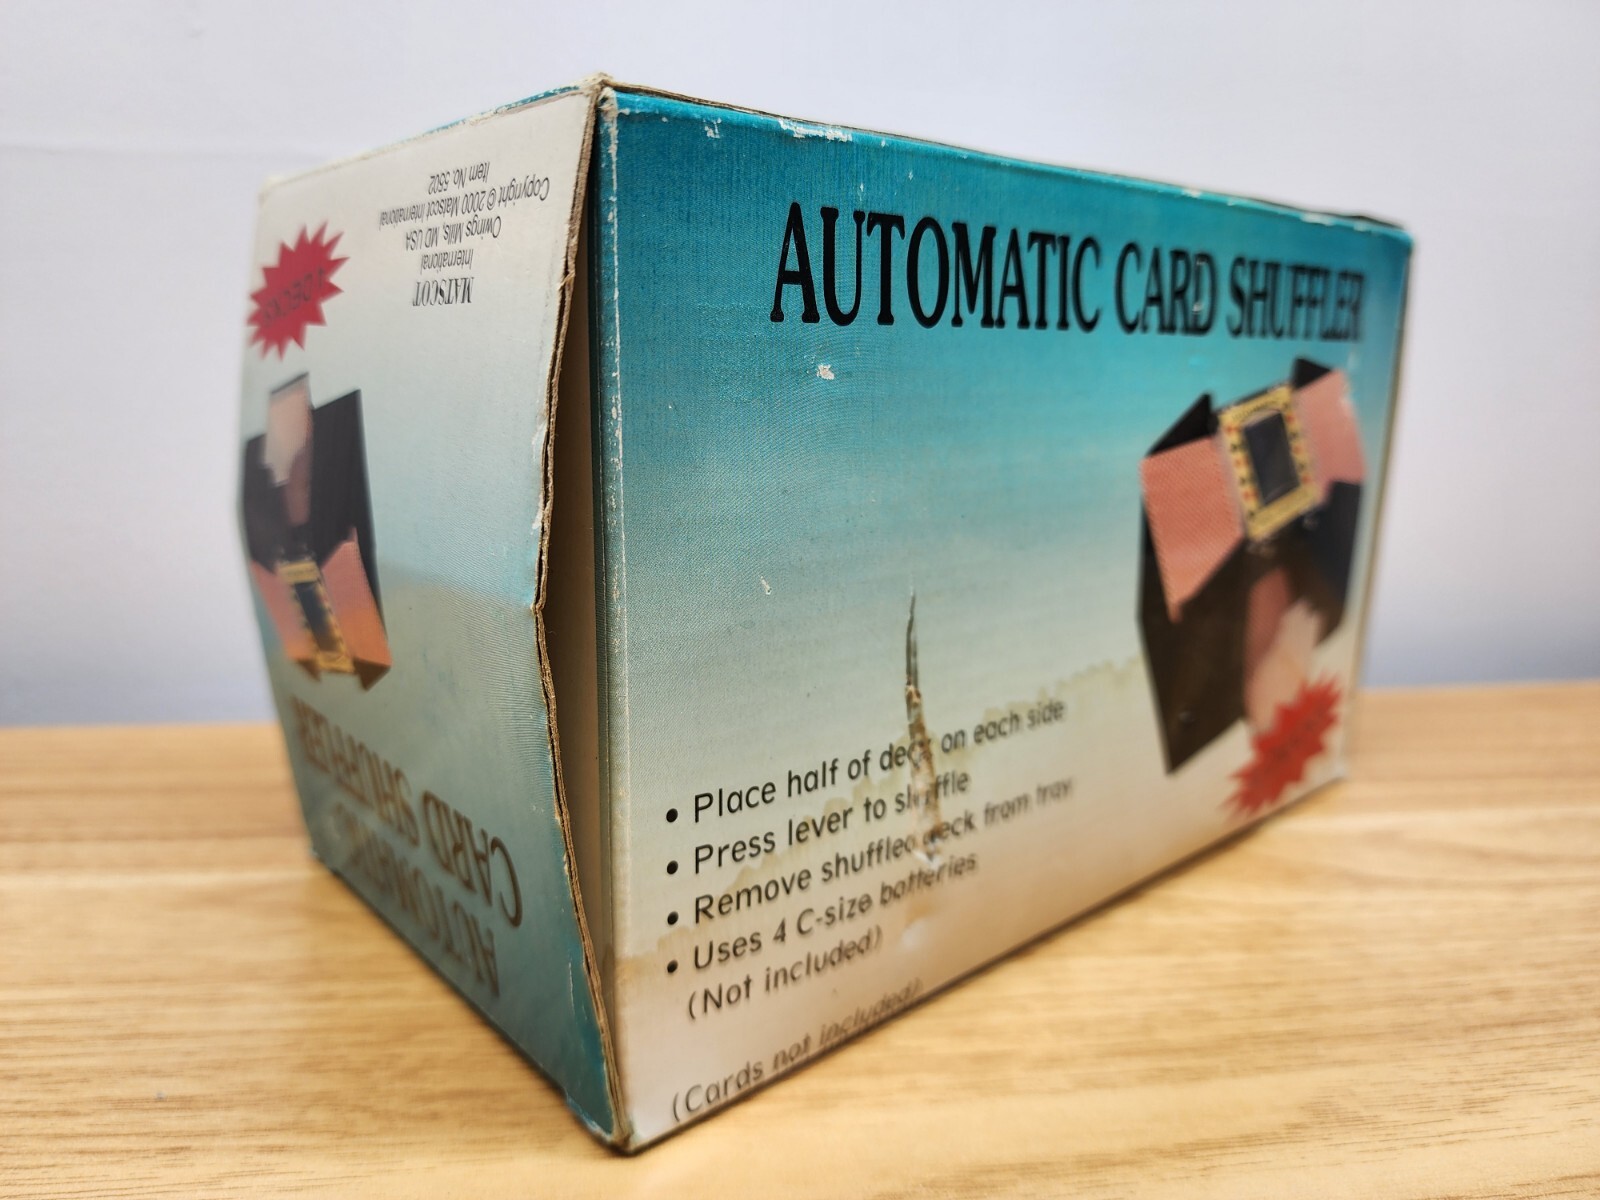 AUTOMATIC CARD SHUFFLER
• Place half of deck on each side
• Press lever to shuffle
• Remove shuffled deck from tray
• Uses 4 C-size batteries
(Not included)
(Cards not included)
AUTOMATIC
CARD SHUFFLER
DECKS
MATSCOT
International
Owings Mills, MD USA
Copyright © 2000 Matscot International
Item No. 5502